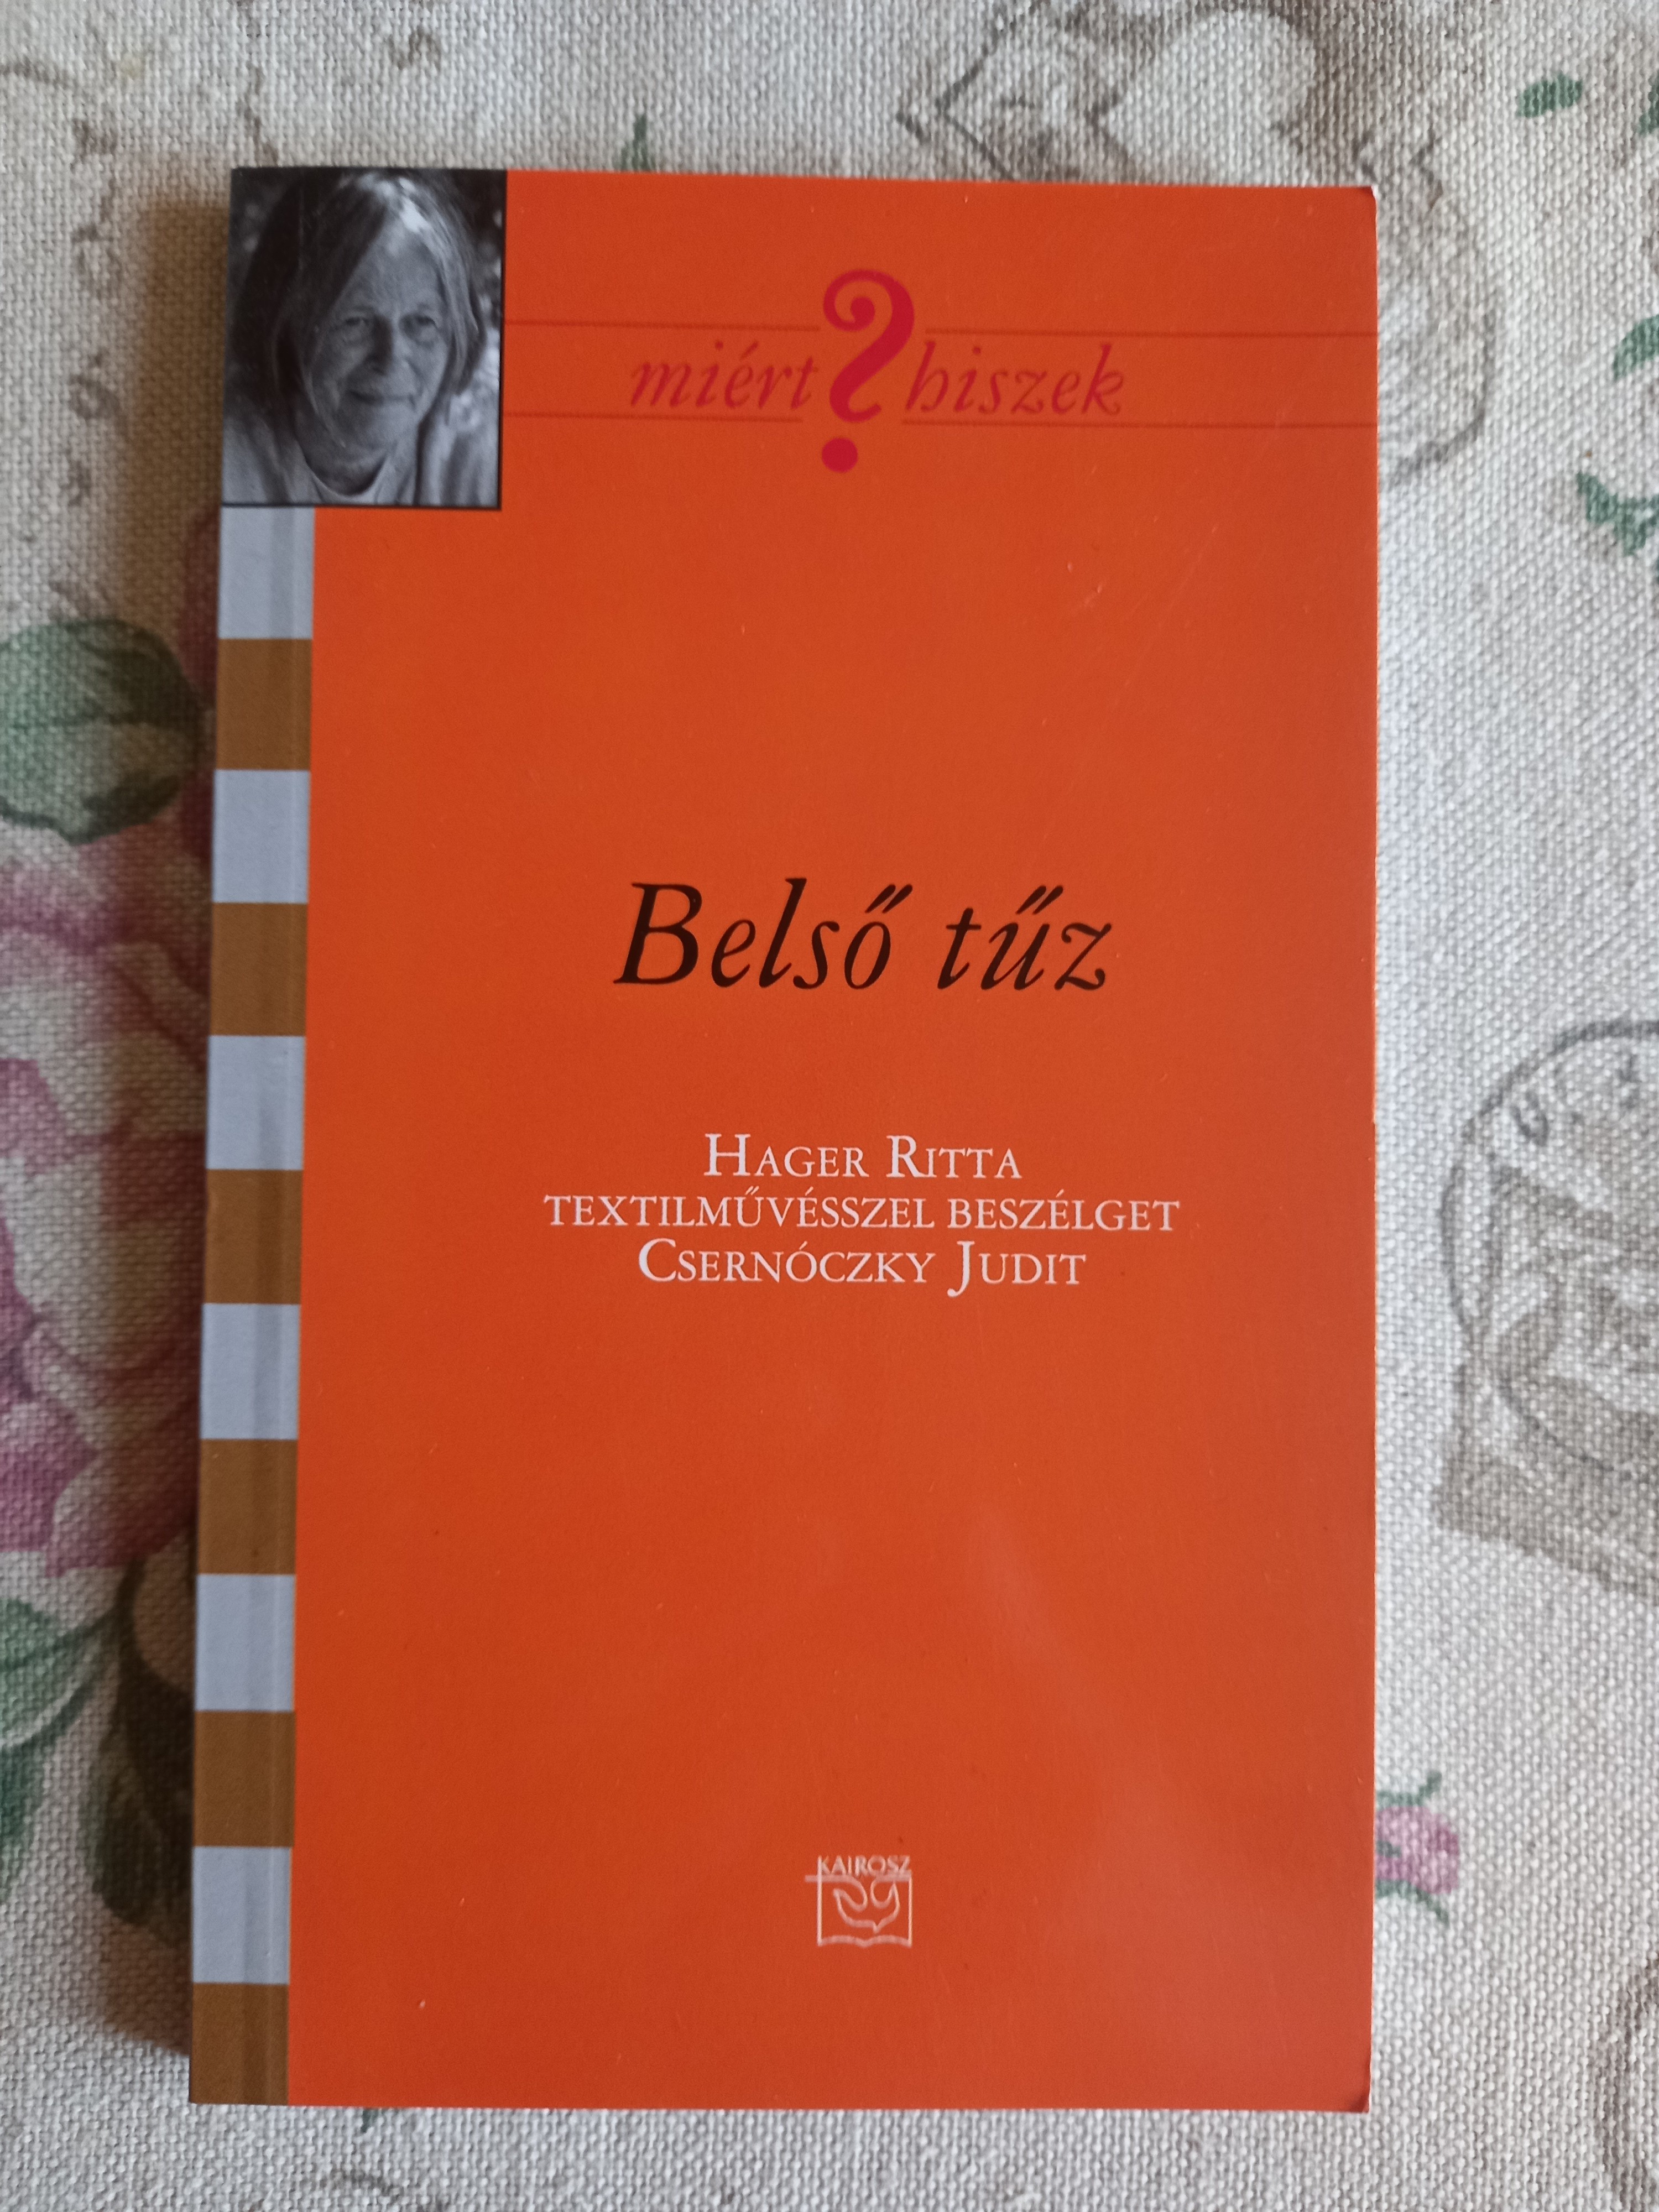 miért?hiszek
Belső tűz
HAGER RITTA
TEXTILMŰVÉSSZEL BESZÉLGET
CSERNÓCZKY JUDIT
KAIROSZ